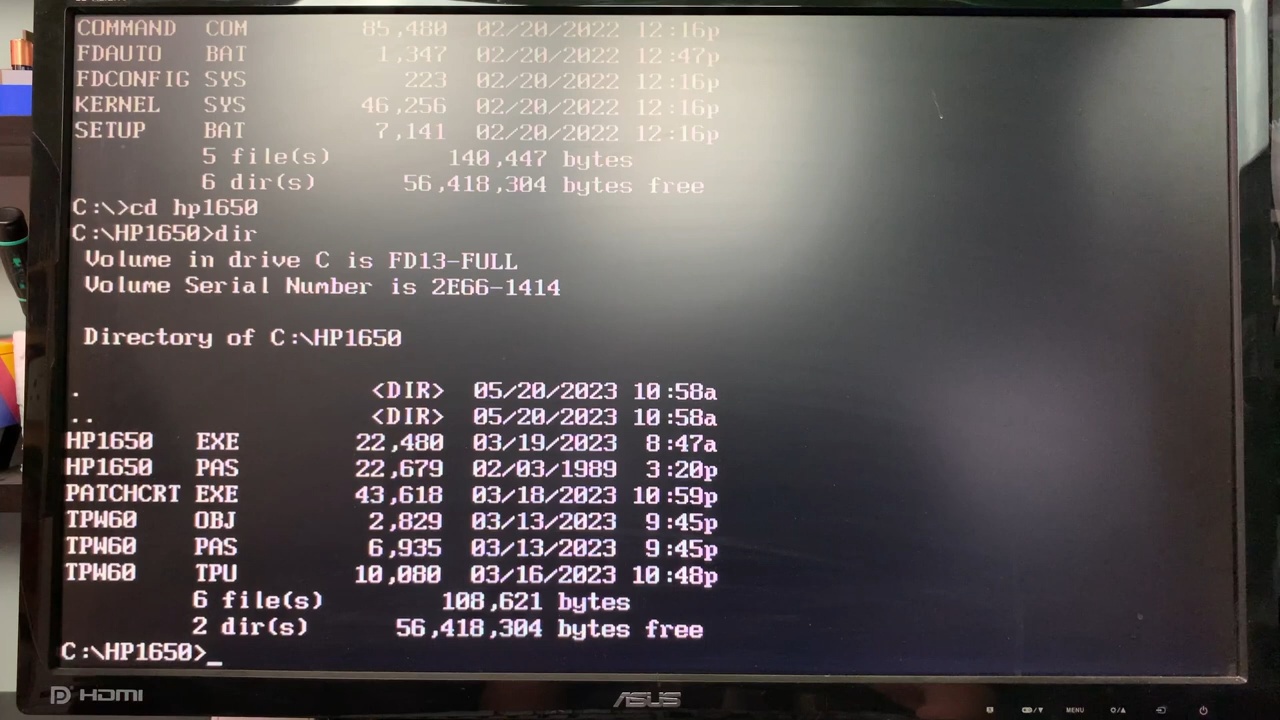 COMMAND COM 85,480 02/20/2022 12:16p
FDAUTO BAT 1,347 02/20/2022 12:47p
FDCONFIG SYS 223 02/20/2022 12:16p
KERNEL SYS 46,256 02/20/2022 12:16p
SETUP BAT 7,141 02/20/2022 12:16p
5 file(s) 140,447 bytes
6 dir(s) 56,418,304 bytes free
C:\>cd hp1650
C:\HP1650>dir
Volume in drive C is FD13-FULL
Volume Serial Number is 2E66-1414
Directory of C:\HP1650
. <DIR> 05/20/2023 10:58a
.. <DIR> 05/20/2023 10:58a
HP1650 EXE 22,480 03/19/2023 8:47a
HP1650 PAS 22,679 02/03/1989 3:20p
PATCHCRT EXE 43,618 03/18/2023 10:59p
TPW60 OBJ 2,829 03/13/2023 9:45p
TPW60 PAS 6,935 03/13/2023 9:45p
TPW60 TPU 10,080 03/16/2023 10:48p
6 file(s) 108,621 bytes
2 dir(s) 56,418,304 bytes free
C:\HP1650>_
HDMI ASUS MENU